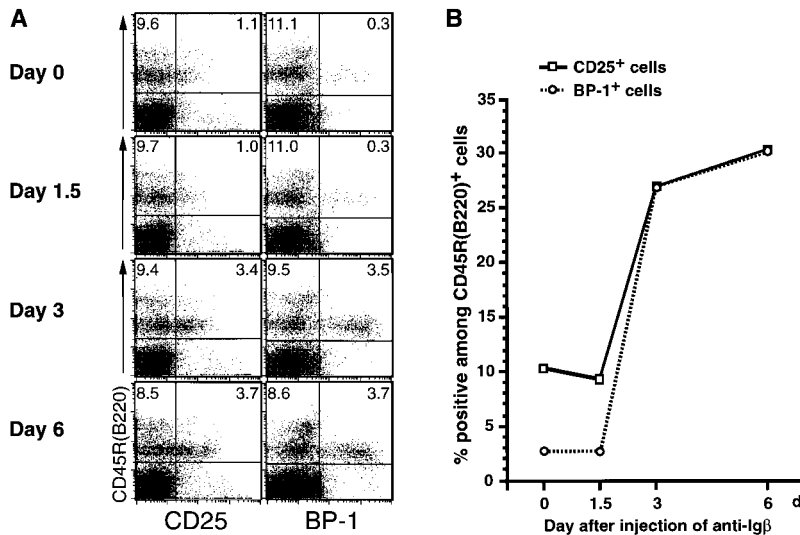 A
9.6 1.1 11.1 0.3
Day 0
9.7 1.0 11.0 0.3
Day 1.5
9.4 3.4 9.5 3.5
Day 3
8.5 3.7 8.6 3.7
Day 6
CD45R(B220)
CD25 BP-1
B
CD25+ cells
BP-1+ cells
% positive among CD45R(B220)+ cells
35
30
25
20
15
10
5
0
0 1.5 3 6 d
Day after injection of anti-Igβ